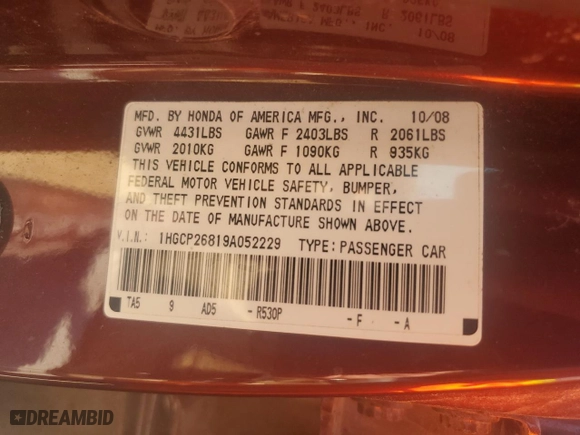 MFD. BY HONDA OF AMERICA MFG., INC. 10/08
GVWR 4431LBS GAWR F 2403LBS R 2061LBS
GVWR 2010KG GAWR F 1090KG R 935KG
THIS VEHICLE CONFORMS TO ALL APPLICABLE
FEDERAL MOTOR VEHICLE SAFETY, BUMPER,
AND THEFT PREVENTION STANDARDS IN EFFECT
ON THE DATE OF MANUFACTURE SHOWN ABOVE.
V.I.N.: 1HGCP26819A052229 TYPE: PASSENGER CAR
TA5 9 AD5 - R530P - F - A
DREAMBID